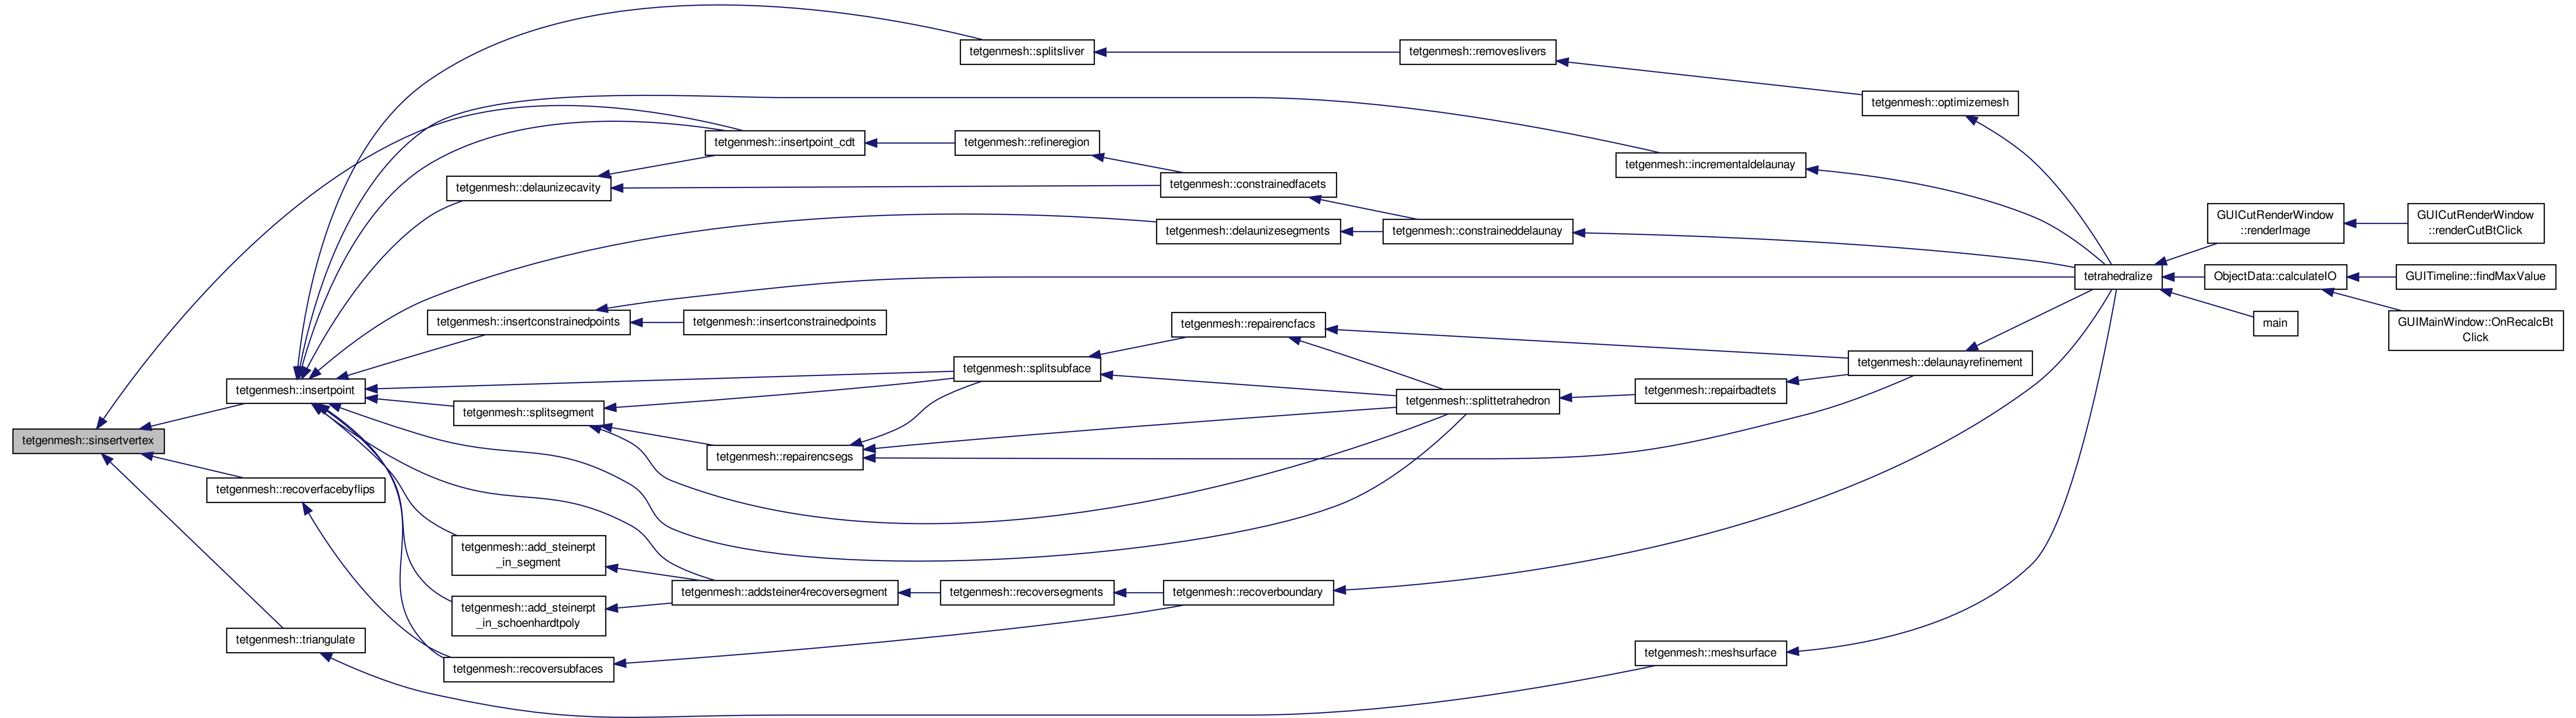 tetgenmesh::sinsertvertex
tetgenmesh::insertpoint
tetgenmesh::recoverfacebyflips
tetgenmesh::triangulate
tetgenmesh::delaunizecavity
tetgenmesh::insertconstrainedpoints
tetgenmesh::splitsegment
tetgenmesh::add_steinerpt
_in_segment
tetgenmesh::add_steinerpt
_in_schoenhardtpoly
tetgenmesh::recoversubfaces
tetgenmesh::insertpoint_cdt
tetgenmesh::insertconstrainedpoints
tetgenmesh::repairencsegs
tetgenmesh::addsteiner4recoversegment
tetgenmesh::splitsliver
tetgenmesh::refineregion
tetgenmesh::splitsubface
tetgenmesh::recoversegments
tetgenmesh::constrainedfacets
tetgenmesh::delaunizesegments
tetgenmesh::repairencfacs
tetgenmesh::recoverboundary
tetgenmesh::removeslivers
tetgenmesh::constraineddelaunay
tetgenmesh::splittetrahedron
tetgenmesh::incrementaldelaunay
tetgenmesh::repairbadtets
tetgenmesh::meshsurface
tetgenmesh::optimizemesh
tetgenmesh::delaunayrefinement
tetrahedralize
GUICutRenderWindow
::renderImage
ObjectData::calculateIO
main
GUICutRenderWindow
::renderCutBtClick
GUITimeline::findMaxValue
GUIMainWindow::OnRecalcBt
Click